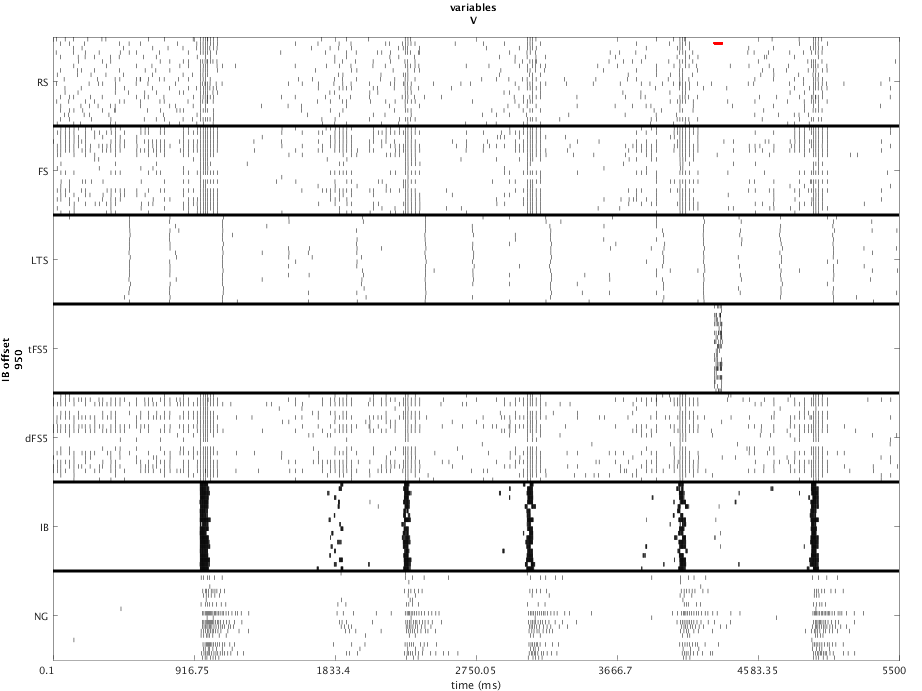 variables
V
RS
FS
LTS
tFS5
dFS5
IB
NG
IB offset
950
0.1
916.75
1833.4
2750.05
3666.7
4583.35
5500
time (ms)